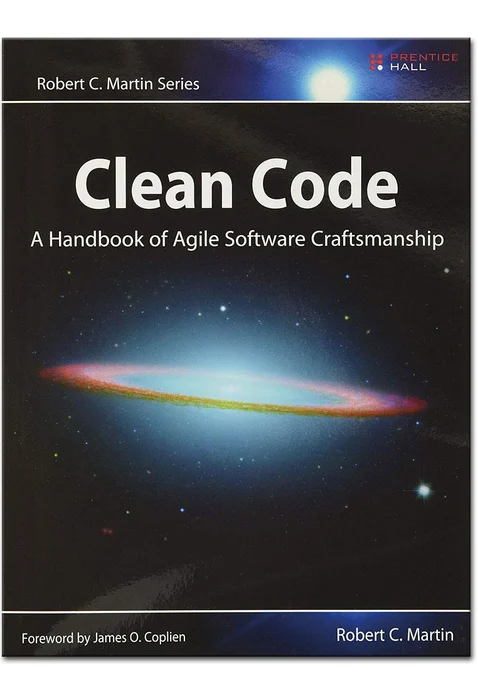 PRENTICE
HALL
Robert C. Martin Series
Clean Code
A Handbook of Agile Software Craftsmanship
Foreword by James O. Coplien
Robert C. Martin